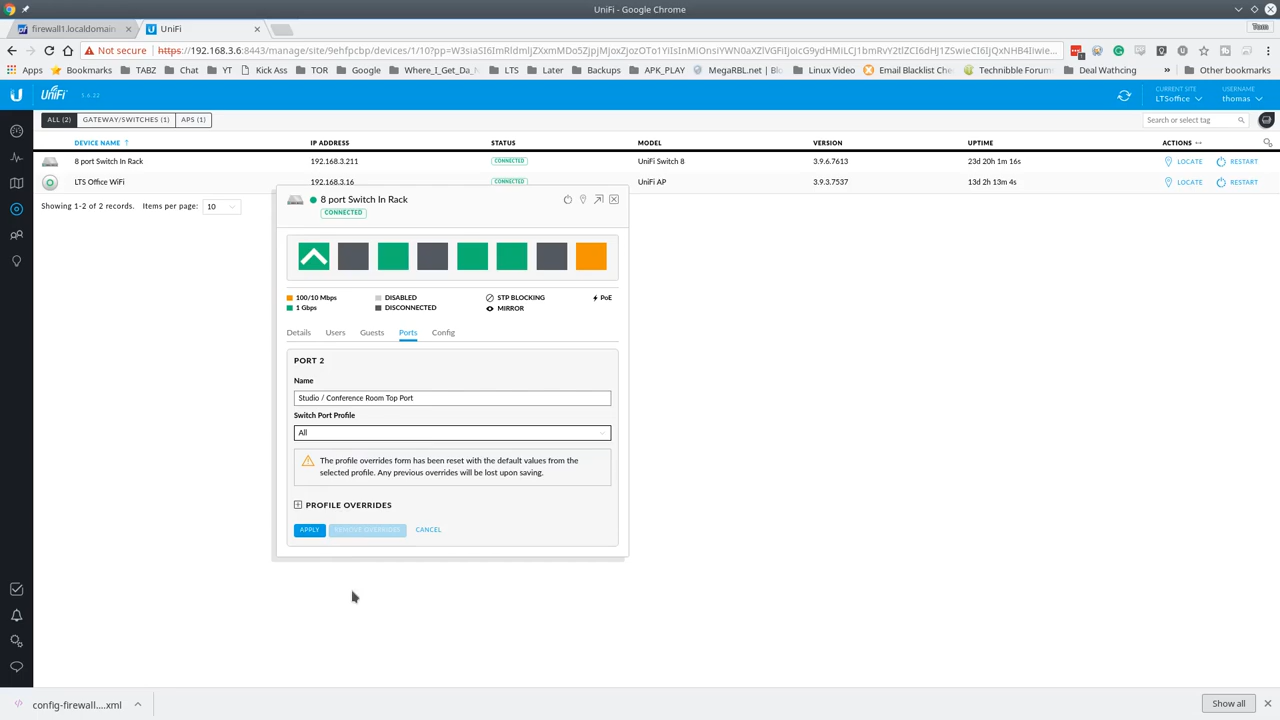 UniFi - Google Chrome
firewall1.localdomain
UniFi
Tom
Not secure
https://192.168.3.6:8443/manage/site/9ehfpcbp/devices/1/10?pp=
Apps
Bookmarks
TABZ
Chat
YT
Kick Ass
TOR
Google
Where_I_Get_Da_
LTS
Later
Backups
APK_PLAY
MegaRBL.net | Blo
Linux Video
Email Blacklist Chec
Technibble Forum
Deal Wathcing
»
Other bookmarks
UniFi
1.6.22
CURRENT SITE
LTSoffice
USERNAME
thomas
ALL (2)
GATEWAY/SWITCHES (1)
APS (1)
Search or select tag
DEVICE NAME ↑
IP ADDRESS
STATUS
MODEL
VERSION
UPTIME
ACTIONS
8 port Switch In Rack
192.168.3.211
CONNECTED
UniFi Switch 8
3.9.6.7613
23d 20h 1m 16s
LOCATE
RESTART
LTS Office WiFi
192.168.3.16
CONNECTED
UniFi AP
3.9.3.7537
13d 2h 13m 4s
LOCATE
RESTART
Showing 1-2 of 2 records.
Items per page:
10
8 port Switch In Rack
CONNECTED
100/10 Mbps
DISABLED
STP BLOCKING
PoE
1 Gbps
DISCONNECTED
MIRROR
Details
Users
Guests
Ports
Config
PORT 2
Name
Studio / Conference Room Top Port
Switch Port Profile
All
The profile overrides form has been reset with the default values from the
selected profile. Any previous overrides will be lost upon saving.
PROFILE OVERRIDES
APPLY
REMOVE OVERRIDES
CANCEL
config-firewall....xml
Show all